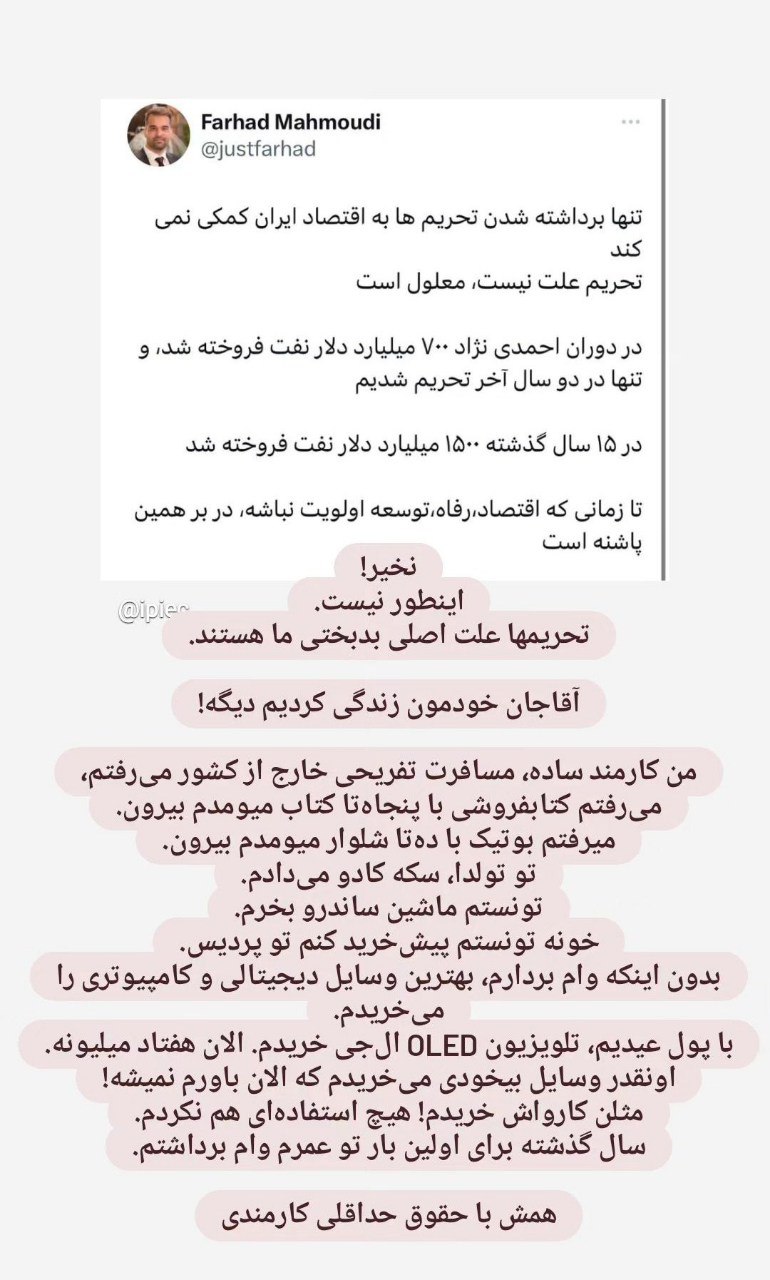 Farhad Mahmoudi
@justfarhad
تنها برداشته شدن تحریم ها به اقتصاد ایران کمکی نمی
کند
تحریم علت نیست، معلول است
در دوران احمدی نژاد ۷۰۰ میلیارد دلار نفت فروخته شد، و
تنها در دو سال آخر تحریم شدیم
در ۱۵ سال گذشته ۱۵۰۰ میلیارد دلار نفت فروخته شد
تا زمانی که اقتصاد،رفاه،توسعه اولویت نباشه، در بر همین
پاشنه است
نخیر!
اینطور نیست.
تحریمها علت اصلی بدبختی ما هستند.
آقاجان خودمون زندگی کردیم دیگه!
من کارمند ساده، مسافرت تفریحی خارج از کشور می‌رفتم،
می‌رفتم کتابفروشی با پنجاه‌تا کتاب میومدم بیرون.
میرفتم بوتیک با ده‌تا شلوار میومدم بیرون.
تو تولدا، سکه کادو می‌دادم.
تونستم ماشین ساندرو بخرم.
خونه تونستم پیش‌خرید کنم تو پردیس.
بدون اینکه وام بردارم، بهترین وسایل دیجیتالی و کامپیوتری را
می‌خریدم.
با پول عیدیم، تلویزیون OLED ال‌جی خریدم. الان هفتاد میلیونه.
اونقدر وسایل بیخودی می‌خریدم که الان باورم نمیشه!
مثلن کارواش خریدم! هیچ استفاده‌ای هم نکردم.
سال گذشته برای اولین بار تو عمرم وام برداشتم.
همش با حقوق حداقلی کارمندی